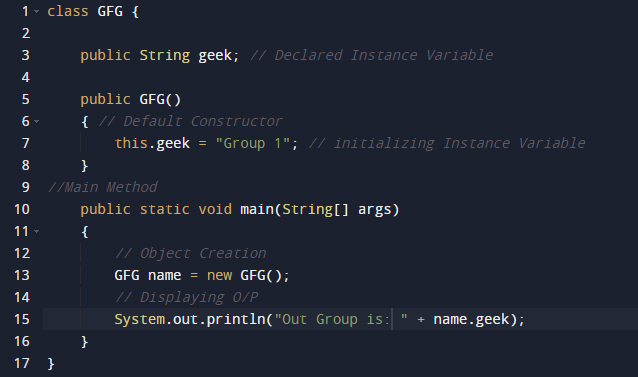 1 class GFG {
2
3 public String geek; // Declared Instance Variable
4
5 public GFG()
6 { // Default Constructor
7 this.geek = "Group 1"; // initializing Instance Variable
8 }
9 //Main Method
10 public static void main(String[] args)
11 {
12 // Object Creation
13 GFG name = new GFG();
14 // Displaying O/P
15 System.out.println("Out Group is: " + name.geek);
16 }
17 }